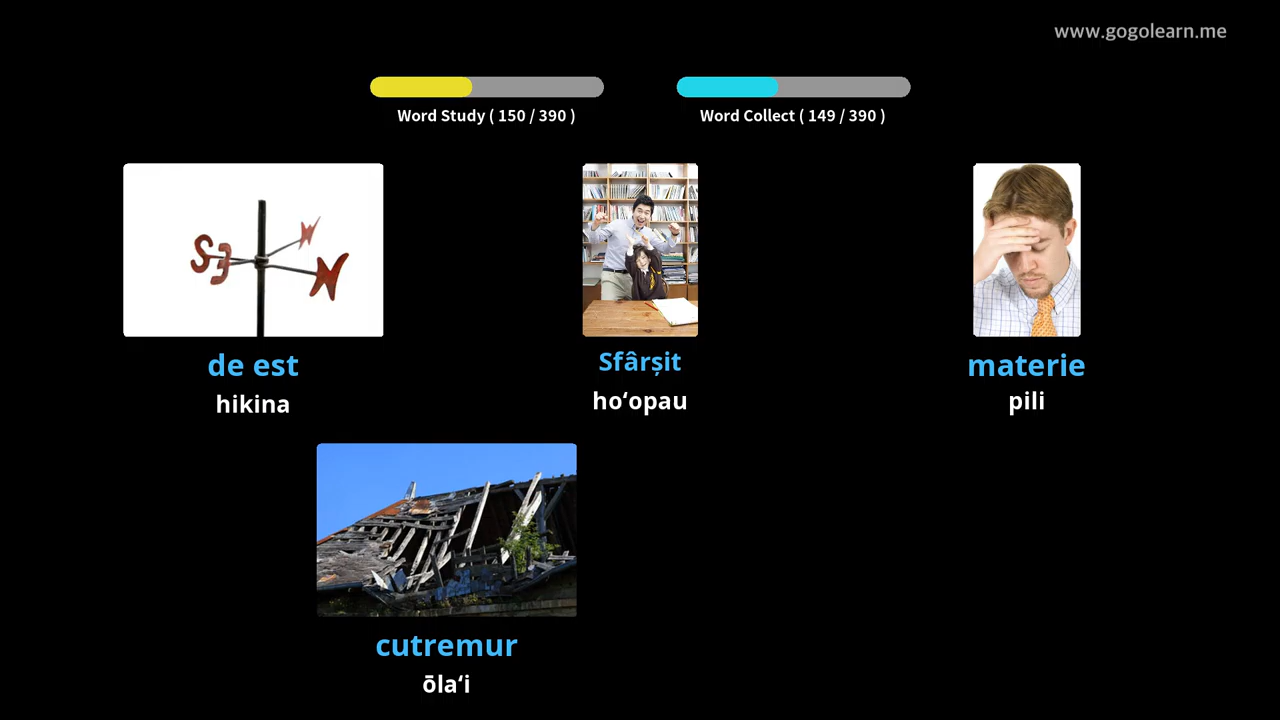 www.gogolearn.me
Word Study ( 150 / 390 )
Word Collect ( 149 / 390 )
de est
hikina
Sfârșit
hoʻopau
materie
pili
cutremur
ōlaʻi